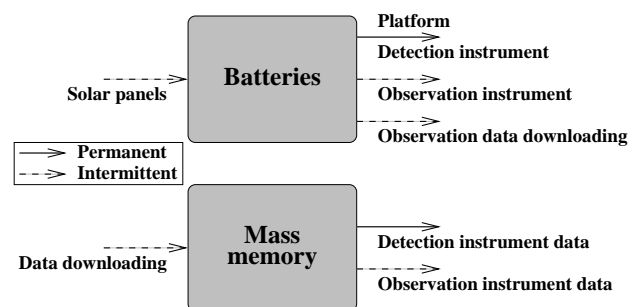 Platform
Detection instrument
Batteries
Solar panels
Observation instrument
Observation data downloading
Permanent
Intermittent
Mass
memory
Data downloading
Detection instrument data
Observation instrument data